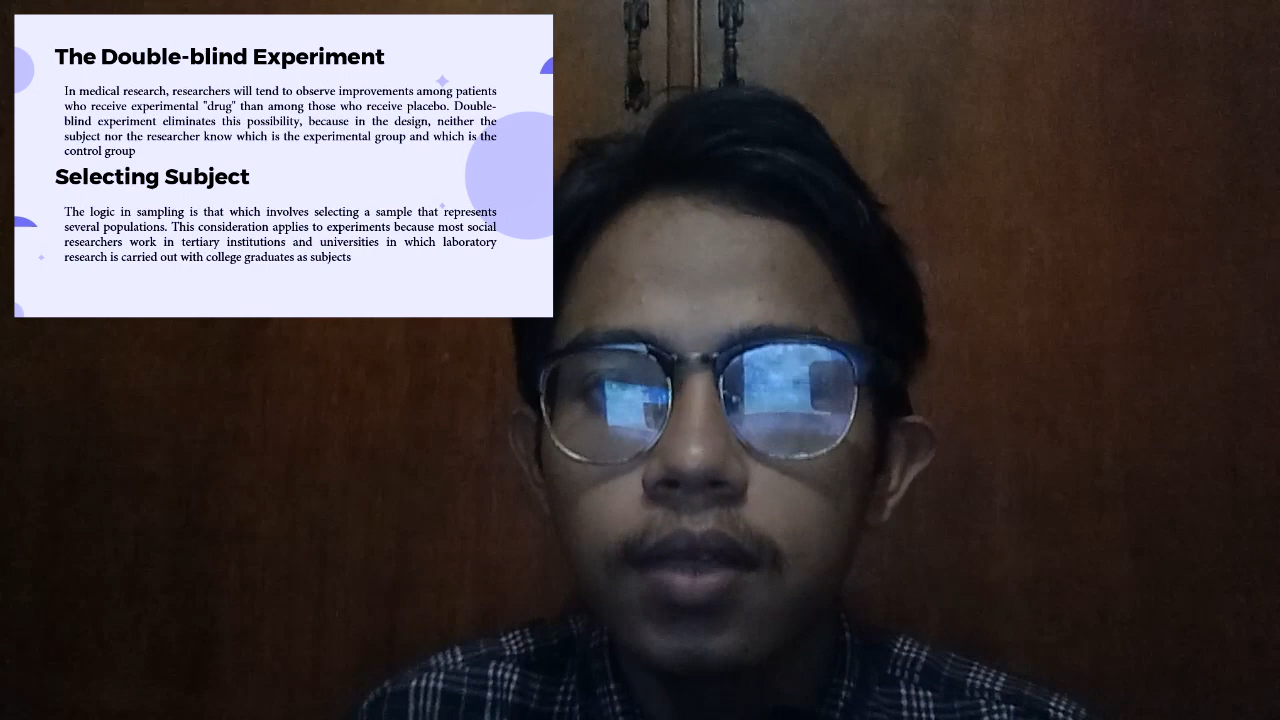 The Double-blind Experiment
In medical research, researchers will tend to observe improvements among patients
who receive experimental "drug" than among those who receive placebo. Double-
blind experiment eliminates this possibility, because in the design, neither the
subject nor the researcher know which is the experimental group and which is the
control group
Selecting Subject
The logic in sampling is that which involves selecting a sample that represents
several populations. This consideration applies to experiments because most social
researchers work in tertiary institutions and universities in which laboratory
research is carried out with college graduates as subjects